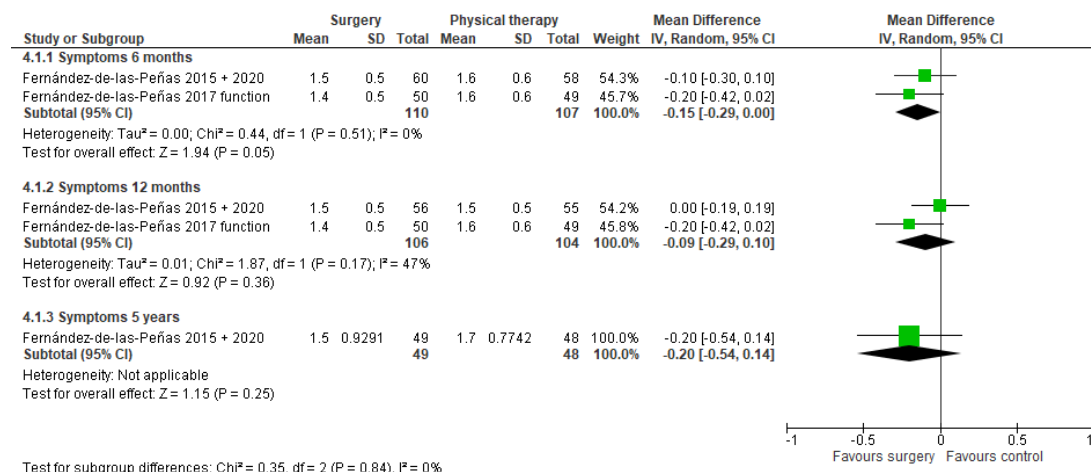 Surgery Physical therapy Mean Difference Mean Difference
Study or Subgroup Mean SD Total Mean SD Total Weight IV, Random, 95% CI IV, Random, 95% CI
4.1.1 Symptoms 6 months
Fernández-de-las-Peñas 2015 + 2020 1.5 0.5 60 1.6 0.6 58 54.3% -0.10 [-0.30, 0.10]
Fernández-de-las-Peñas 2017 function 1.4 0.5 50 1.6 0.6 49 45.7% -0.20 [-0.42, 0.02]
Subtotal (95% CI) 110 107 100.0% -0.15 [-0.29, 0.00]
Heterogeneity: Tau² = 0.00; Chi² = 0.44, df = 1 (P = 0.51); I² = 0%
Test for overall effect: Z = 1.94 (P = 0.05)
4.1.2 Symptoms 12 months
Fernández-de-las-Peñas 2015 + 2020 1.5 0.5 56 1.5 0.5 55 54.2% 0.00 [-0.19, 0.19]
Fernández-de-las-Peñas 2017 function 1.4 0.5 50 1.6 0.6 49 45.8% -0.20 [-0.42, 0.02]
Subtotal (95% CI) 106 104 100.0% -0.09 [-0.29, 0.10]
Heterogeneity: Tau² = 0.01; Chi² = 1.87, df = 1 (P = 0.17); I² = 47%
Test for overall effect: Z = 0.92 (P = 0.36)
4.1.3 Symptoms 5 years
Fernández-de-las-Peñas 2015 + 2020 1.5 0.9291 49 1.7 0.7742 48 100.0% -0.20 [-0.54, 0.14]
Subtotal (95% CI) 49 48 100.0% -0.20 [-0.54, 0.14]
Heterogeneity: Not applicable
Test for overall effect: Z = 1.15 (P = 0.25)
-1 -0.5 0 0.5 1
Favours surgery Favours control
Test for subgroup differences: Chi² = 0.35, df = 2 (P = 0.84), I² = 0%